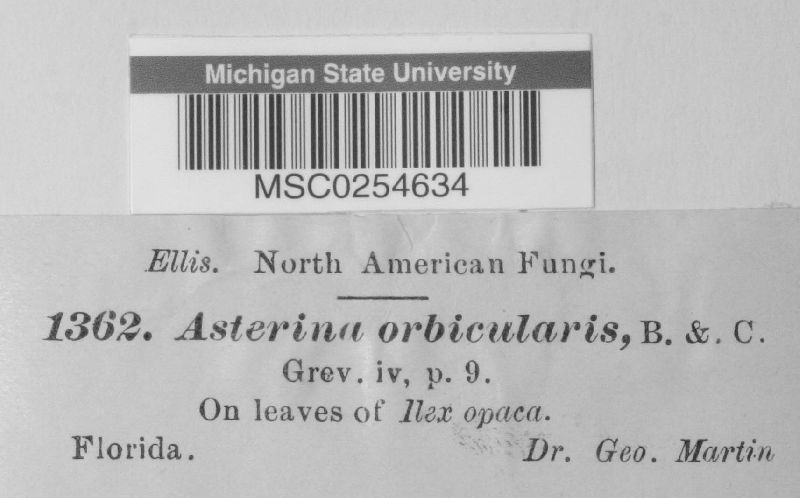 Michigan State University
MSC0254634
Ellis. North American Fungi.
1362. Asterina orbicularis, B. &. C.
Grev. iv, p. 9.
On leaves of Ilex opaca.
Florida. Dr. Geo. Martin